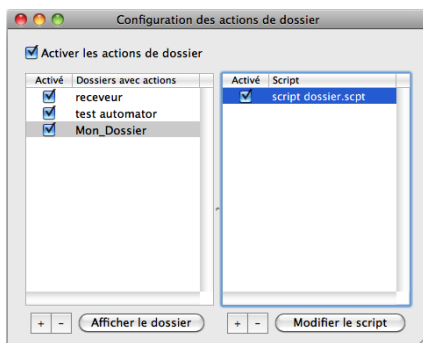 Configuration des actions de dossier
Activer les actions de dossier
Activé Dossiers avec actions
receveur
test automator
Mon_Dossier
+ - Afficher le dossier
Activé Script
script dossier.scpt
+ - Modifier le script